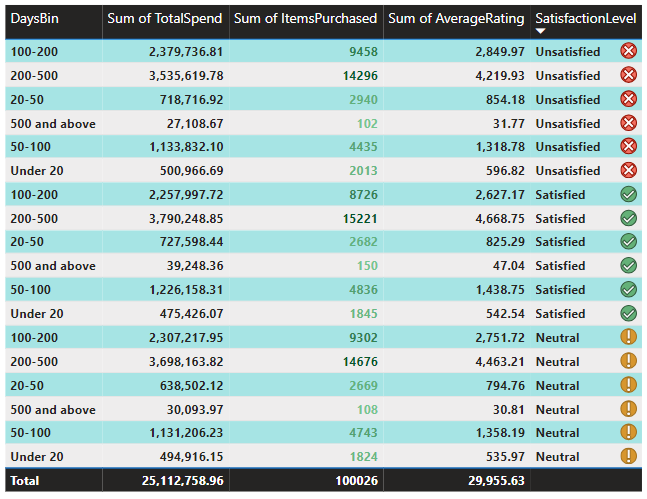 DaysBin Sum of TotalSpend Sum of ItemsPurchased Sum of AverageRating SatisfactionLevel
100-200 2,379,736.81 9458 2,849.97 Unsatisfied
200-500 3,535,619.78 14296 4,219.93 Unsatisfied
20-50 718,716.92 2940 854.18 Unsatisfied
500 and above 27,108.67 102 31.77 Unsatisfied
50-100 1,133,832.10 4435 1,318.78 Unsatisfied
Under 20 500,966.69 2013 596.82 Unsatisfied
100-200 2,257,997.72 8726 2,627.17 Satisfied
200-500 3,790,248.85 15221 4,668.75 Satisfied
20-50 727,598.44 2682 825.29 Satisfied
500 and above 39,248.36 150 47.04 Satisfied
50-100 1,226,158.31 4836 1,438.75 Satisfied
Under 20 475,426.07 1845 542.54 Satisfied
100-200 2,307,217.95 9302 2,751.72 Neutral
200-500 3,698,163.82 14676 4,463.21 Neutral
20-50 638,502.12 2669 794.76 Neutral
500 and above 30,093.97 108 30.81 Neutral
50-100 1,131,206.23 4743 1,358.19 Neutral
Under 20 494,916.15 1824 535.97 Neutral
Total 25,112,758.96 100026 29,955.63